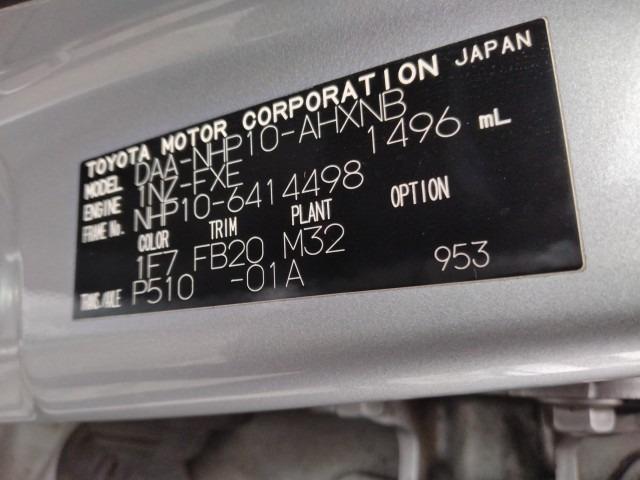 TOYOTA MOTOR CORPORATION JAPAN
MODEL DAA-NHP10-AHXNB
ENGINE 1NZ-FXE 1496 mL
FRAME No. NHP10-6414498
COLOR TRIM PLANT OPTION
1F7 FB20 M32
TRANS/AXLE P510 -01A 953